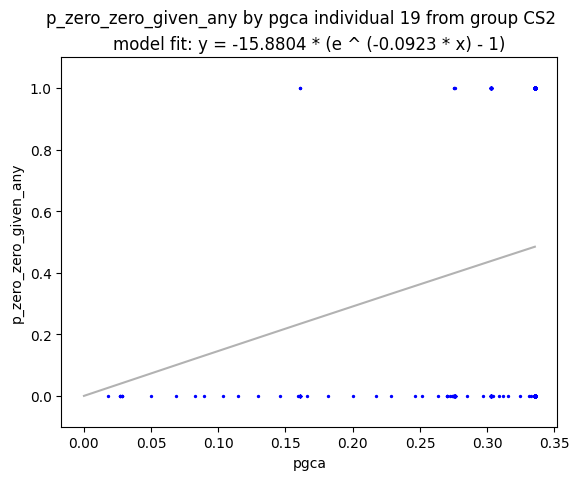 p_zero_zero_given_any by pgca individual 19 from group CS2
model fit: y = -15.8804 * (e ^ (-0.0923 * x) - 1)
1.0
0.8
0.6
0.4
0.2
0.0
p_zero_zero_given_any
0.00 0.05 0.10 0.15 0.20 0.25 0.30 0.35
pgca